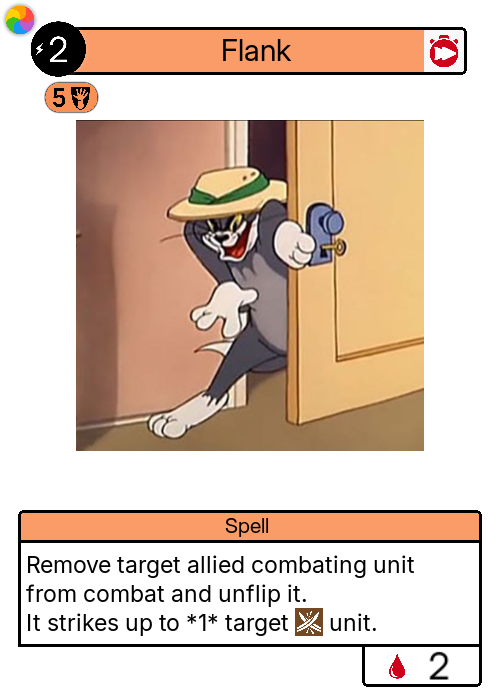 2
Flank
5
Spell
Remove target allied combating unit
from combat and unflip it.
It strikes up to *1* target unit.
2